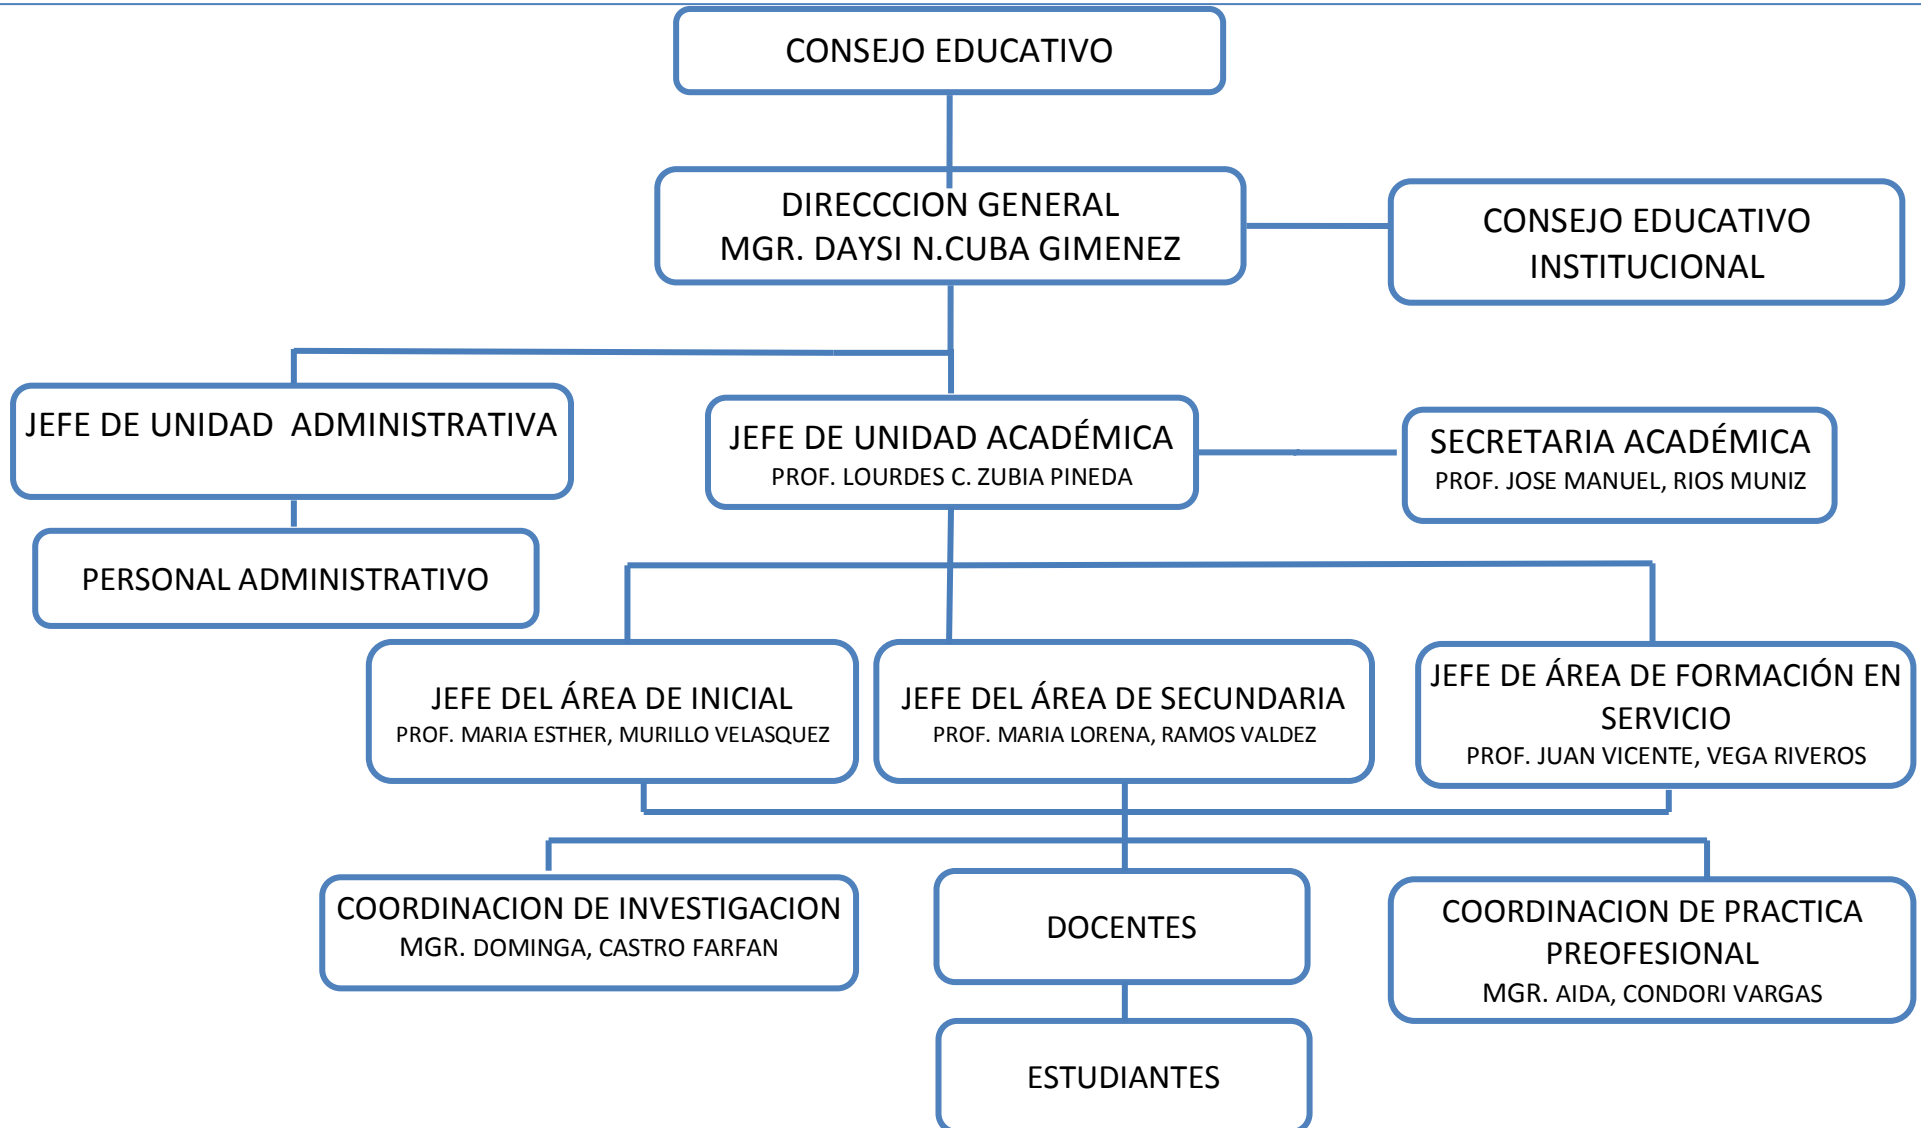 CONSEJO EDUCATIVO
DIRECCCION GENERAL
MGR. DAYSI N.CUBA GIMENEZ
CONSEJO EDUCATIVO
INSTITUCIONAL
JEFE DE UNIDAD  ADMINISTRATIVA
JEFE DE UNIDAD ACADÉMICA
PROF. LOURDES C. ZUBIA PINEDA
SECRETARIA ACADÉMICA
PROF. JOSE MANUEL, RIOS MUNIZ
PERSONAL ADMINISTRATIVO
JEFE DEL ÁREA DE INICIAL
PROF. MARIA ESTHER, MURILLO VELASQUEZ
JEFE DEL ÁREA DE SECUNDARIA
PROF. MARIA LORENA, RAMOS VALDEZ
JEFE DE ÁREA DE FORMACIÓN EN
SERVICIO
PROF. JUAN VICENTE, VEGA RIVEROS
COORDINACION DE INVESTIGACION
MGR. DOMINGA, CASTRO FARFAN
DOCENTES
COORDINACION DE PRACTICA
PREOFESIONAL
MGR. AIDA, CONDORI VARGAS
ESTUDIANTES